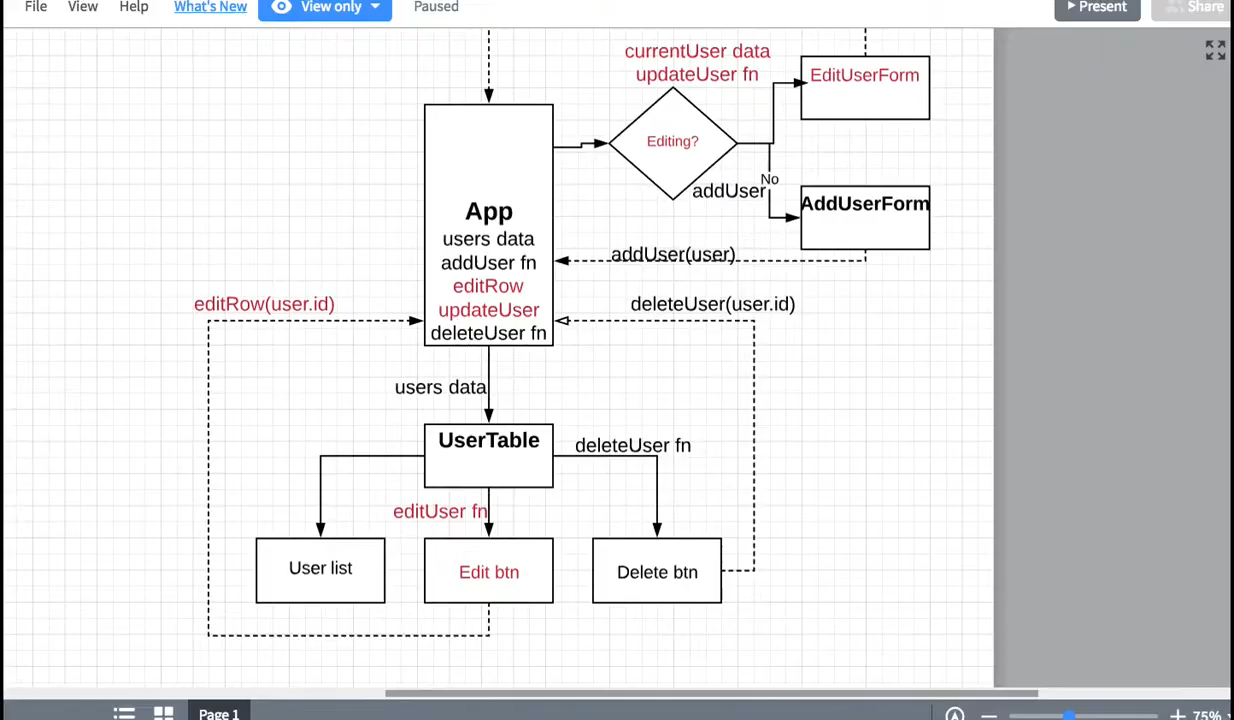 File View Help What's New View only Paused Present Share
currentUser data
updateUser fn
EditUserForm
Editing?
No
addUser
AddUserForm
App
users data
addUser fn
editRow
updateUser
deleteUser fn
addUser(user)
editRow(user.id)
deleteUser(user.id)
users data
UserTable
deleteUser fn
editUser fn
User list
Edit btn
Delete btn
Page 1
75%